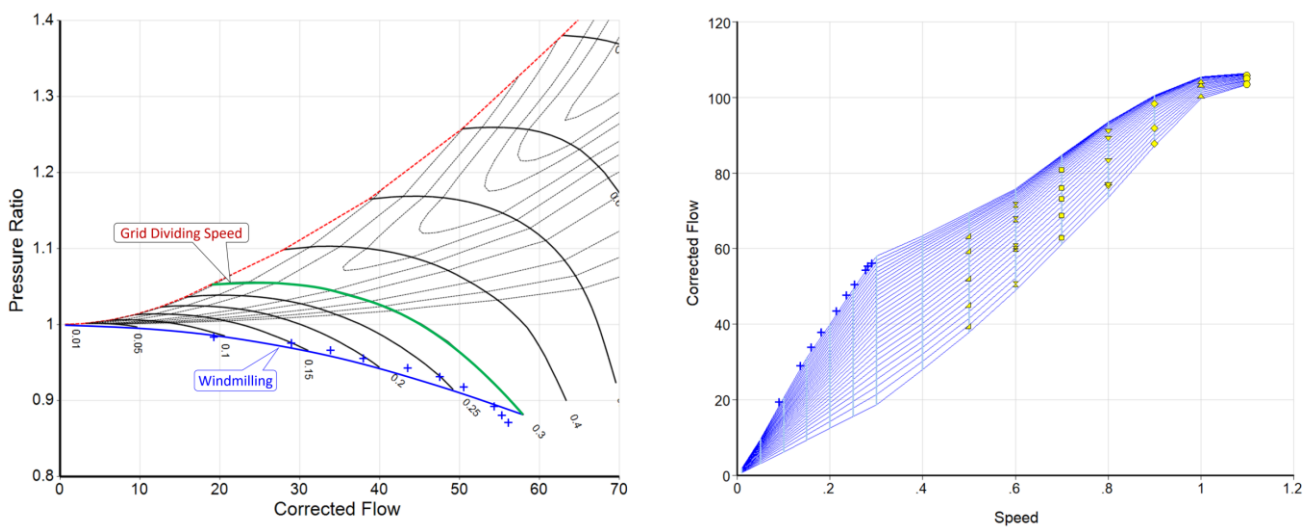 1.4
1.3
1.2
1.1
1
0.9
0.8
Pressure Ratio
Grid Dividing Speed
Windmilling
0.01
0.05
0.1
0.15
0.2
0.25
0.3
0.4
0 10 20 30 40 50 60 70
Corrected Flow
120
100
80
60
40
20
0
Corrected Flow
0 .2 .4 .6 .8 1 1.2
Speed